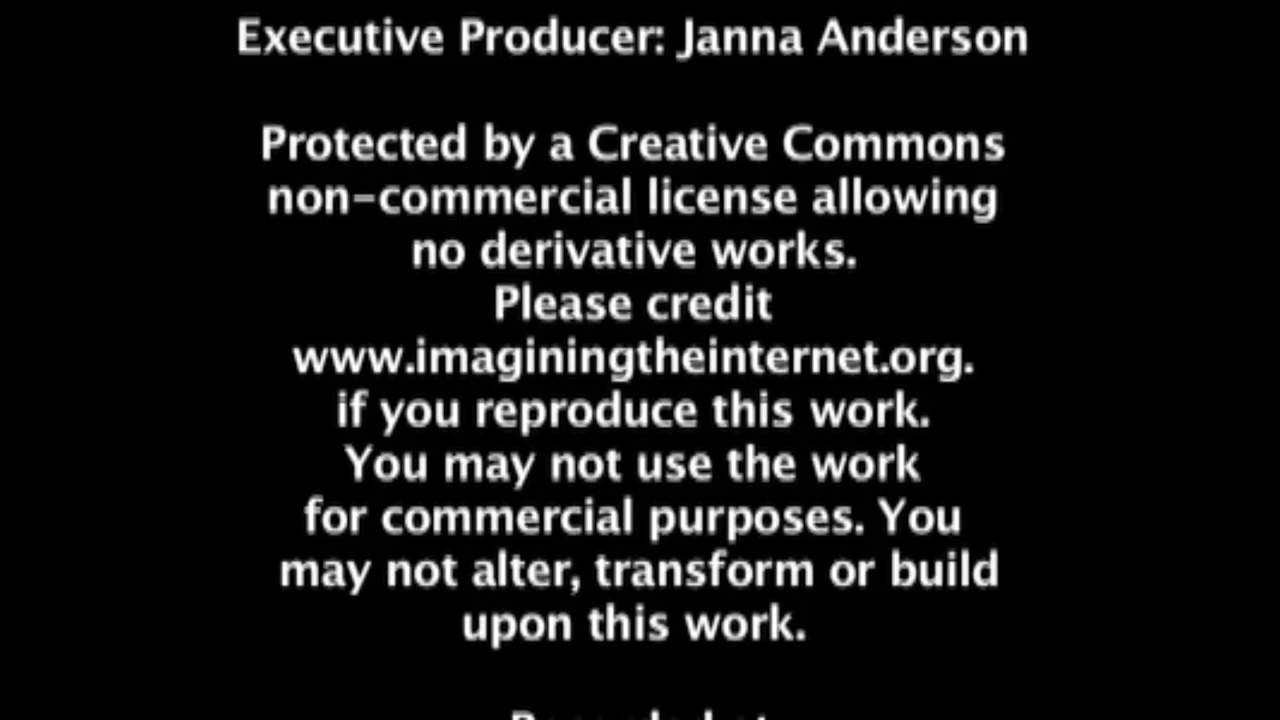 Executive Producer: Janna Anderson
Protected by a Creative Commons
non-commercial license allowing
no derivative works.
Please credit
www.imaginingtheinternet.org.
if you reproduce this work.
You may not use the work
for commercial purposes. You
may not alter, transform or build
upon this work.